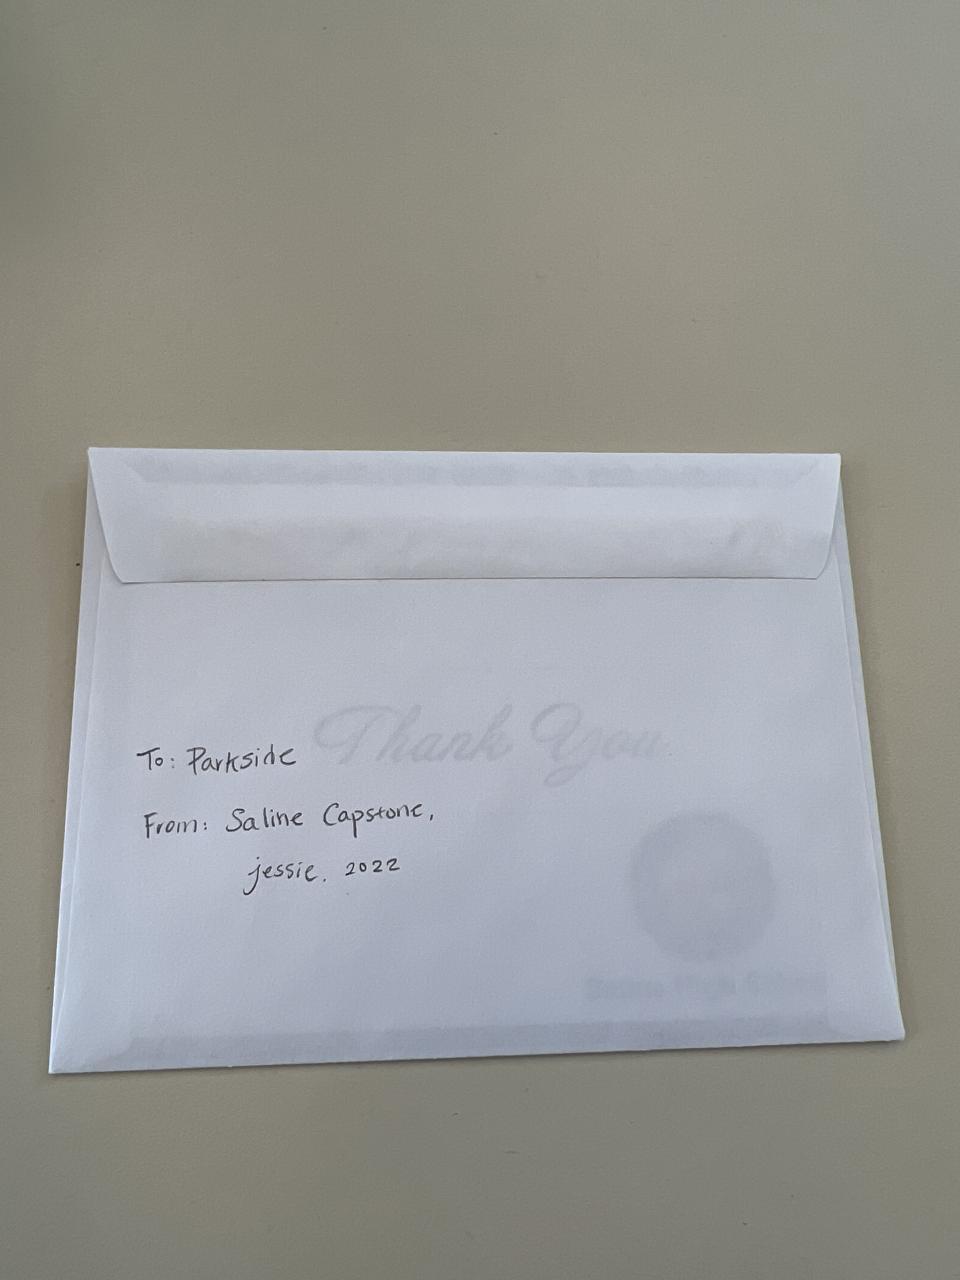 Thank You
To: Parkside
From: Saline Capstone,
jessie. 2022